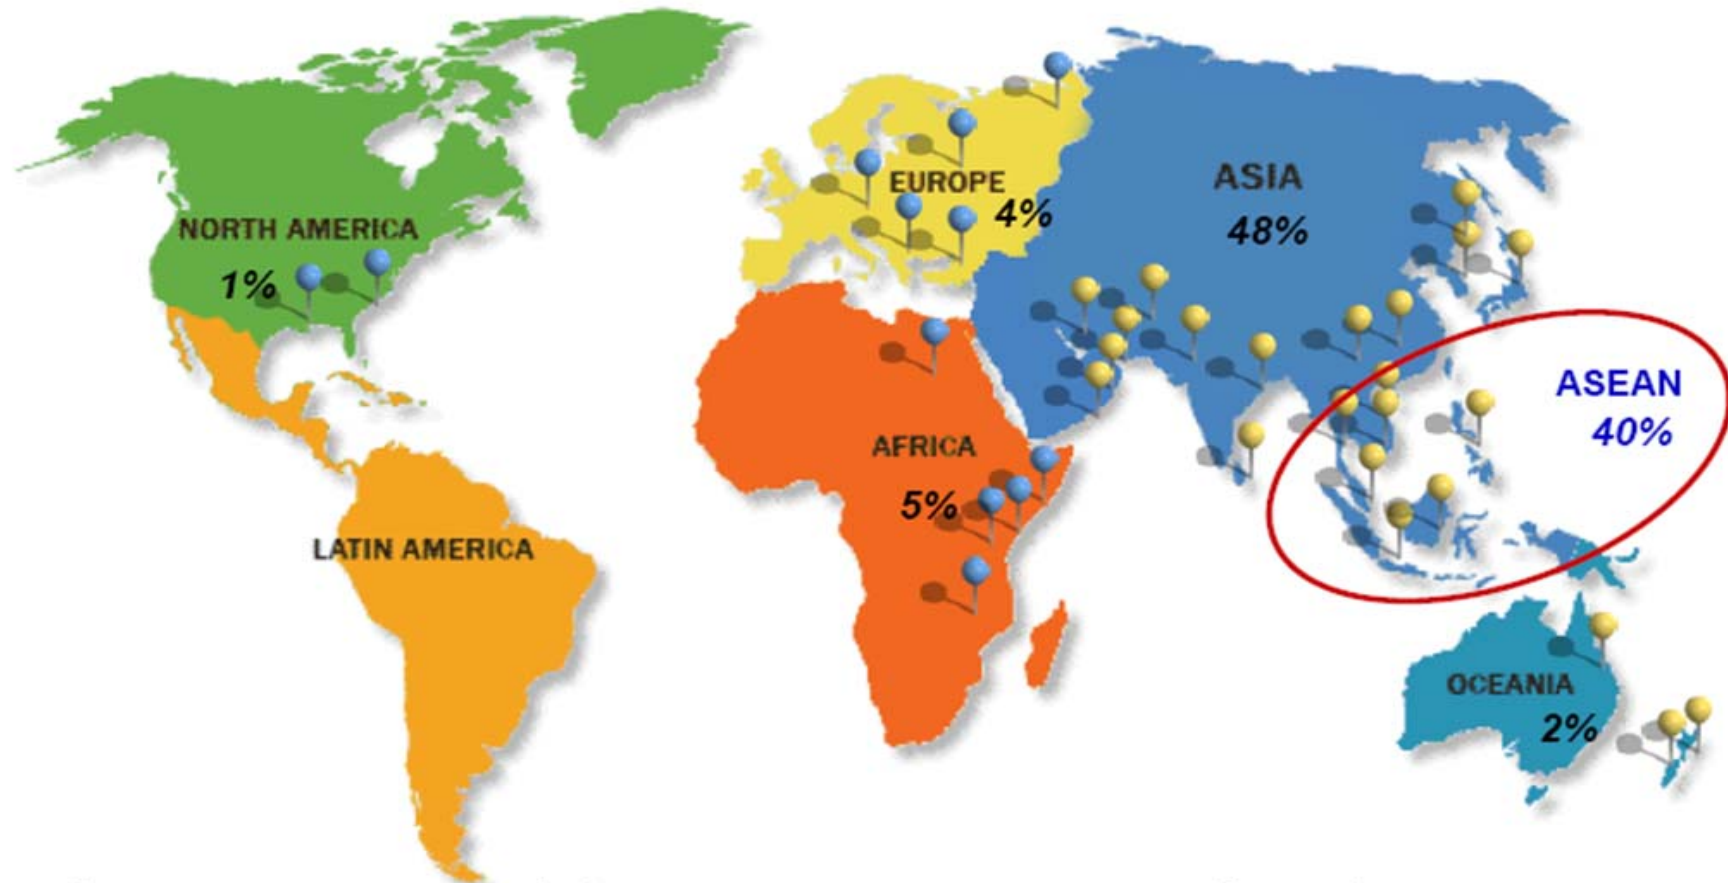 NORTH AMERICA
1%
LATIN AMERICA
EUROPE
4%
AFRICA
5%
ASIA
48%
ASEAN
40%
OCEANIA
2%